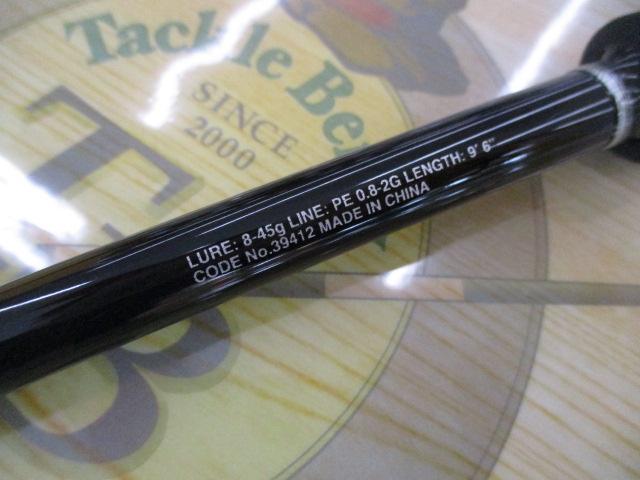 Tackle Be
SINCE
2000
TB
LURE: 8-45g LINE: PE 0.8-2G LENGTH: 9' 6"
CODE No.39412 MADE IN CHINA